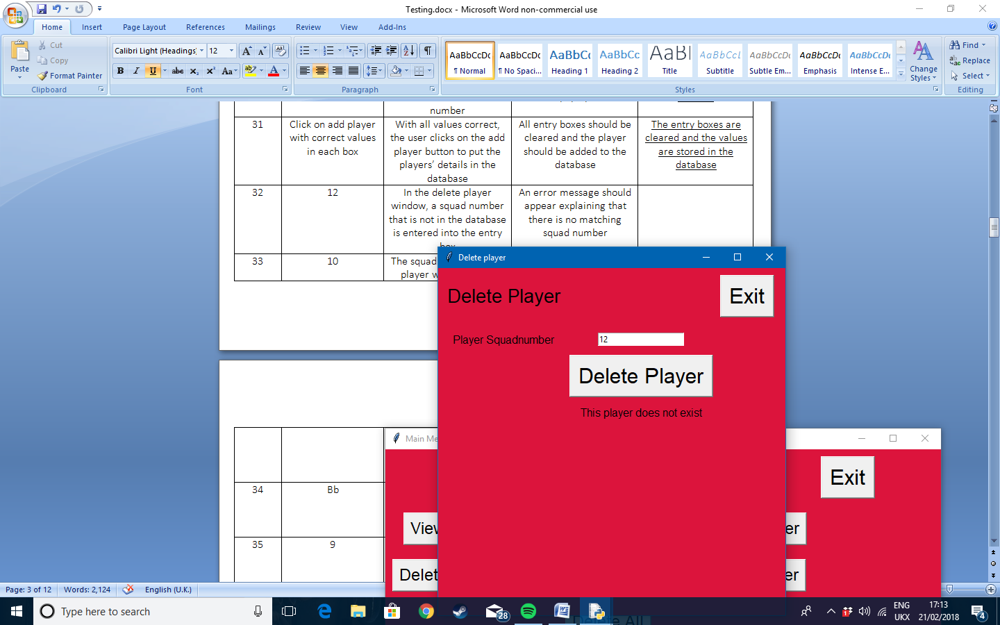 Testing.docx - Microsoft Word non-commercial use
Home Insert Page Layout References Mailings Review View Add-Ins
Paste
Cut
Copy
Format Painter
Clipboard
Calibri Light (Headings) 12
B I U abc x₂ x² Aa
Font
Paragraph
AaBbCcDc AaBbCcDc AaBbCc AaBbCc AaBl AaBbCcL AaBbCcDc AaBbCcDc AaBbCcDc
¶ Normal ¶ No Spaci... Heading 1 Heading 2 Title Subtitle Subtle Em... Emphasis Intense E...
Styles
Change Styles
Find
Replace
Select
Editing
number
31
Click on add player
with correct values
in each box
With all values correct,
the user clicks on the add
player button to put the
players’ details in the
database
All entry boxes should be
cleared and the player
should be added to the
database
The entry boxes are
cleared and the values
are stored in the
database
32
12
In the delete player
window, a squad number
that is not in the database
is entered into the entry
box
An error message should
appear explaining that
there is no matching
squad number
33
10
The squad
player w
Delete player
Delete Player
Exit
Player Squadnumber
12
Delete Player
This player does not exist
34
Bb
35
9
Main Me
Exit
View
er
Delet
er
Delete All
Page: 3 of 12 Words: 2,124 English (U.K.)
Type here to search
28
ENG
UKX
17:13
21/02/2018
4